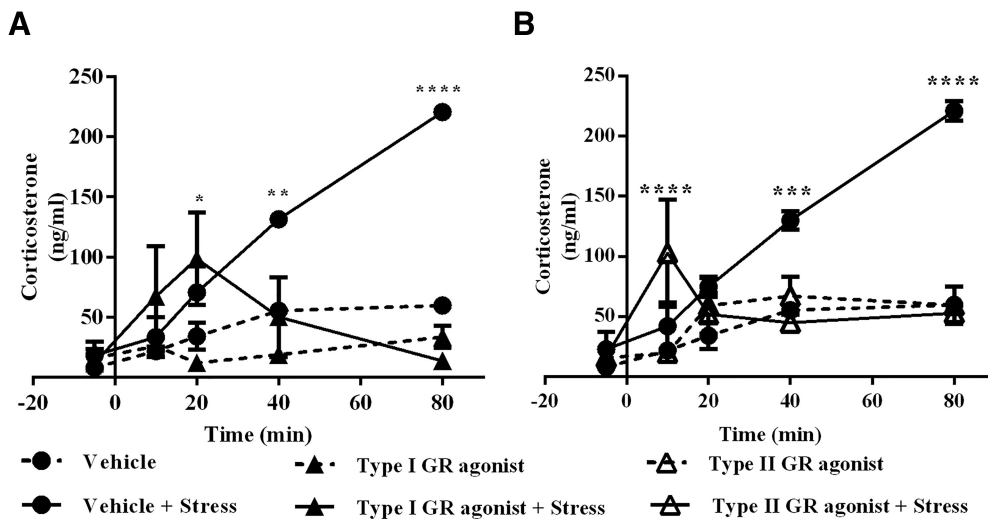 A
B
250
200
150
100
50
-20
0
20
40
60
80
Corticosterone
(ng/ml)
Time (min)
*
**
****
250
200
150
100
50
-20
0
20
40
60
80
Corticosterone
(ng/ml)
Time (min)
****
***
****
Vehicle
Type I GR agonist
Type II GR agonist
Vehicle + Stress
Type I GR agonist + Stress
Type II GR agonist + Stress